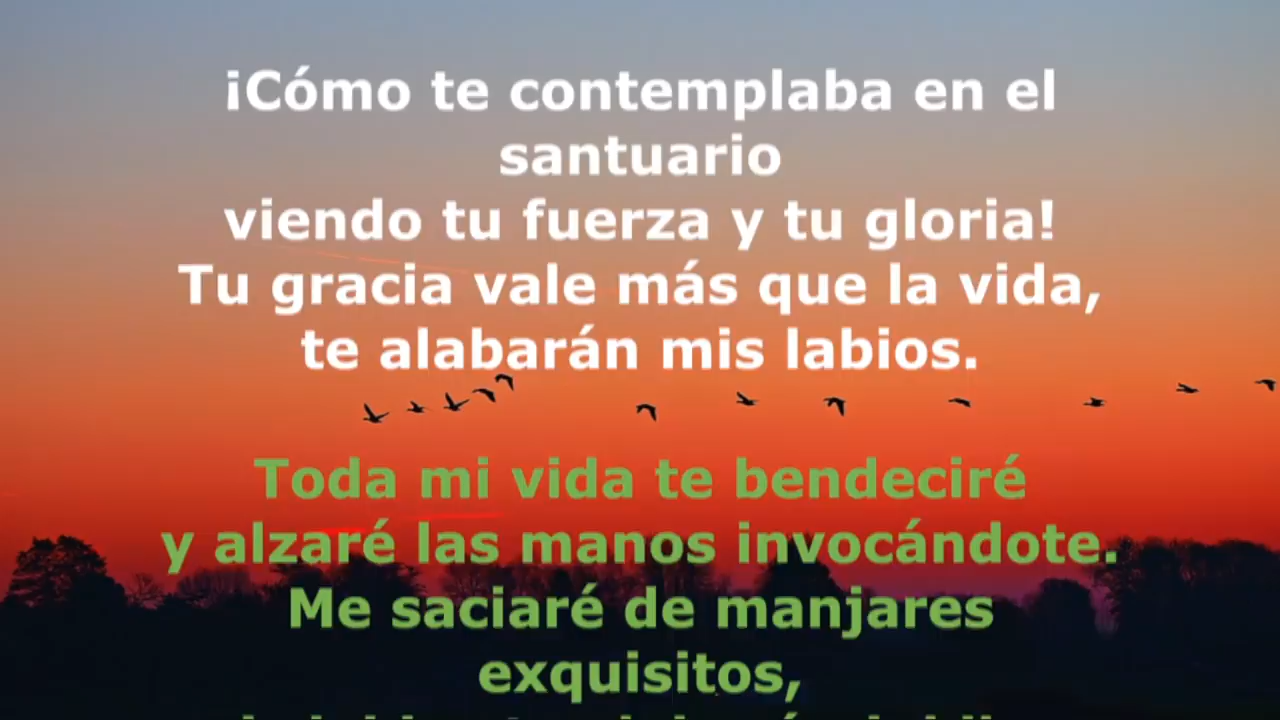 ¡Cómo te contemplaba en el
santuario
viendo tu fuerza y tu gloria!
Tu gracia vale más que la vida,
te alabarán mis labios.
Toda mi vida te bendeciré
y alzaré las manos invocándote.
Me saciaré de manjares
exquisitos,